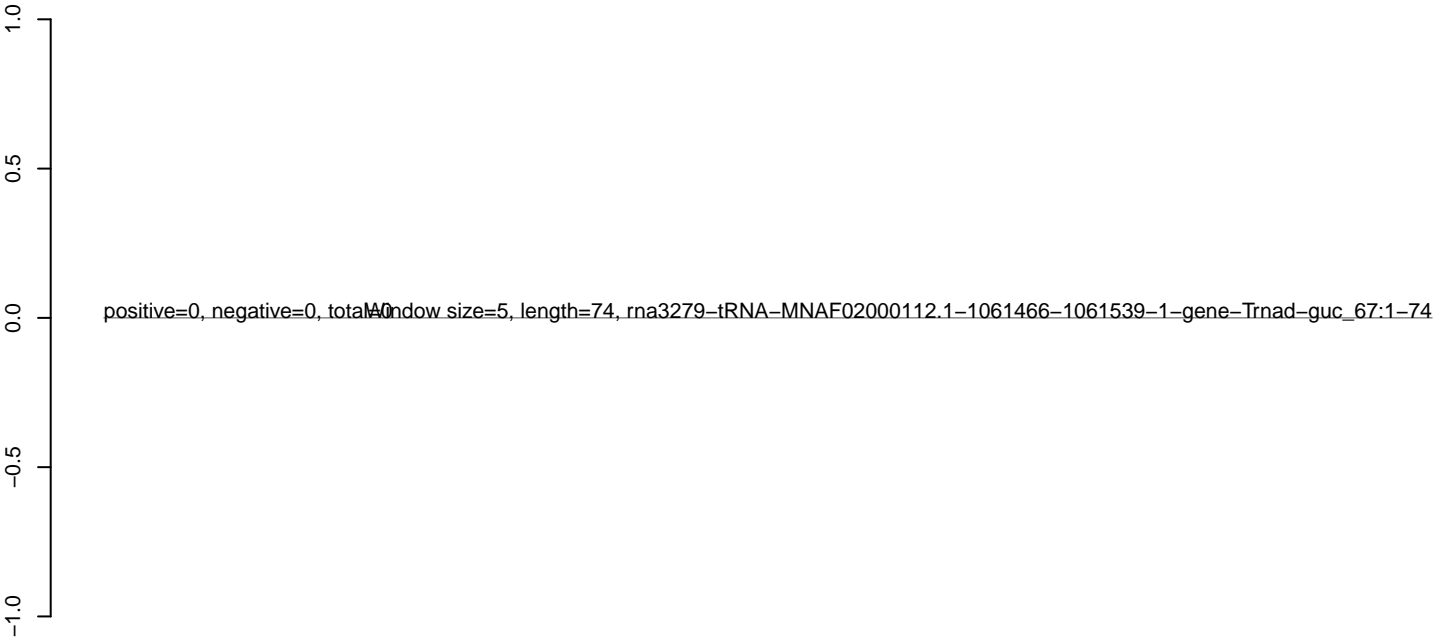 1.0
0.5
0.0
−0.5
−1.0
positive=0, negative=0, total=0
Window size=5, length=74, rna3279−tRNA−MNAF02000112.1−1061466−1061539−1−gene−Trnad−guc_67:1−74